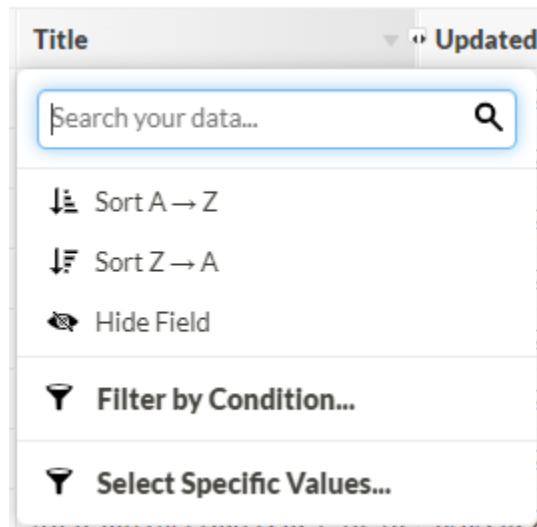 Title Updated
Search your data...
Sort A → Z
Sort Z → A
Hide Field
Filter by Condition...
Select Specific Values...